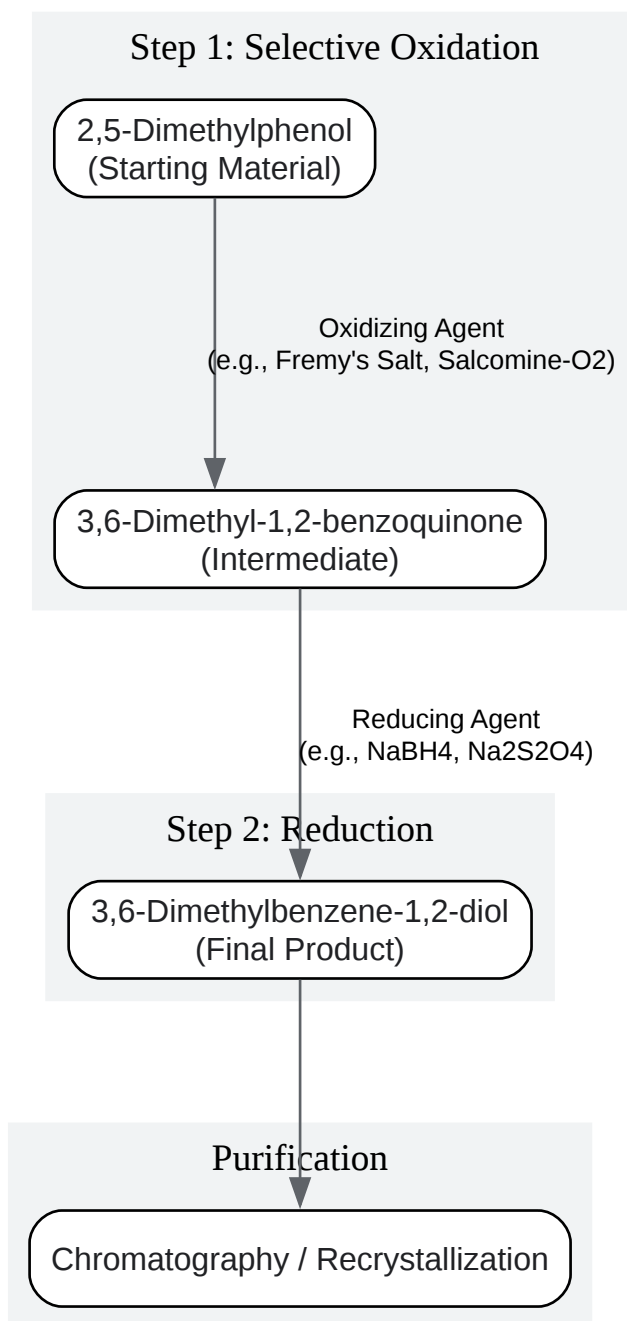 Step 1: Selective Oxidation
2,5-Dimethylphenol
(Starting Material)
Oxidizing Agent
(e.g., Fremy's Salt, Salcomine-O2)
3,6-Dimethyl-1,2-benzoquinone
(Intermediate)
Reducing Agent
(e.g., NaBH4, Na2S2O4)
Step 2: Reduction
3,6-Dimethylbenzene-1,2-diol
(Final Product)
Purification
Chromatography / Recrystallization